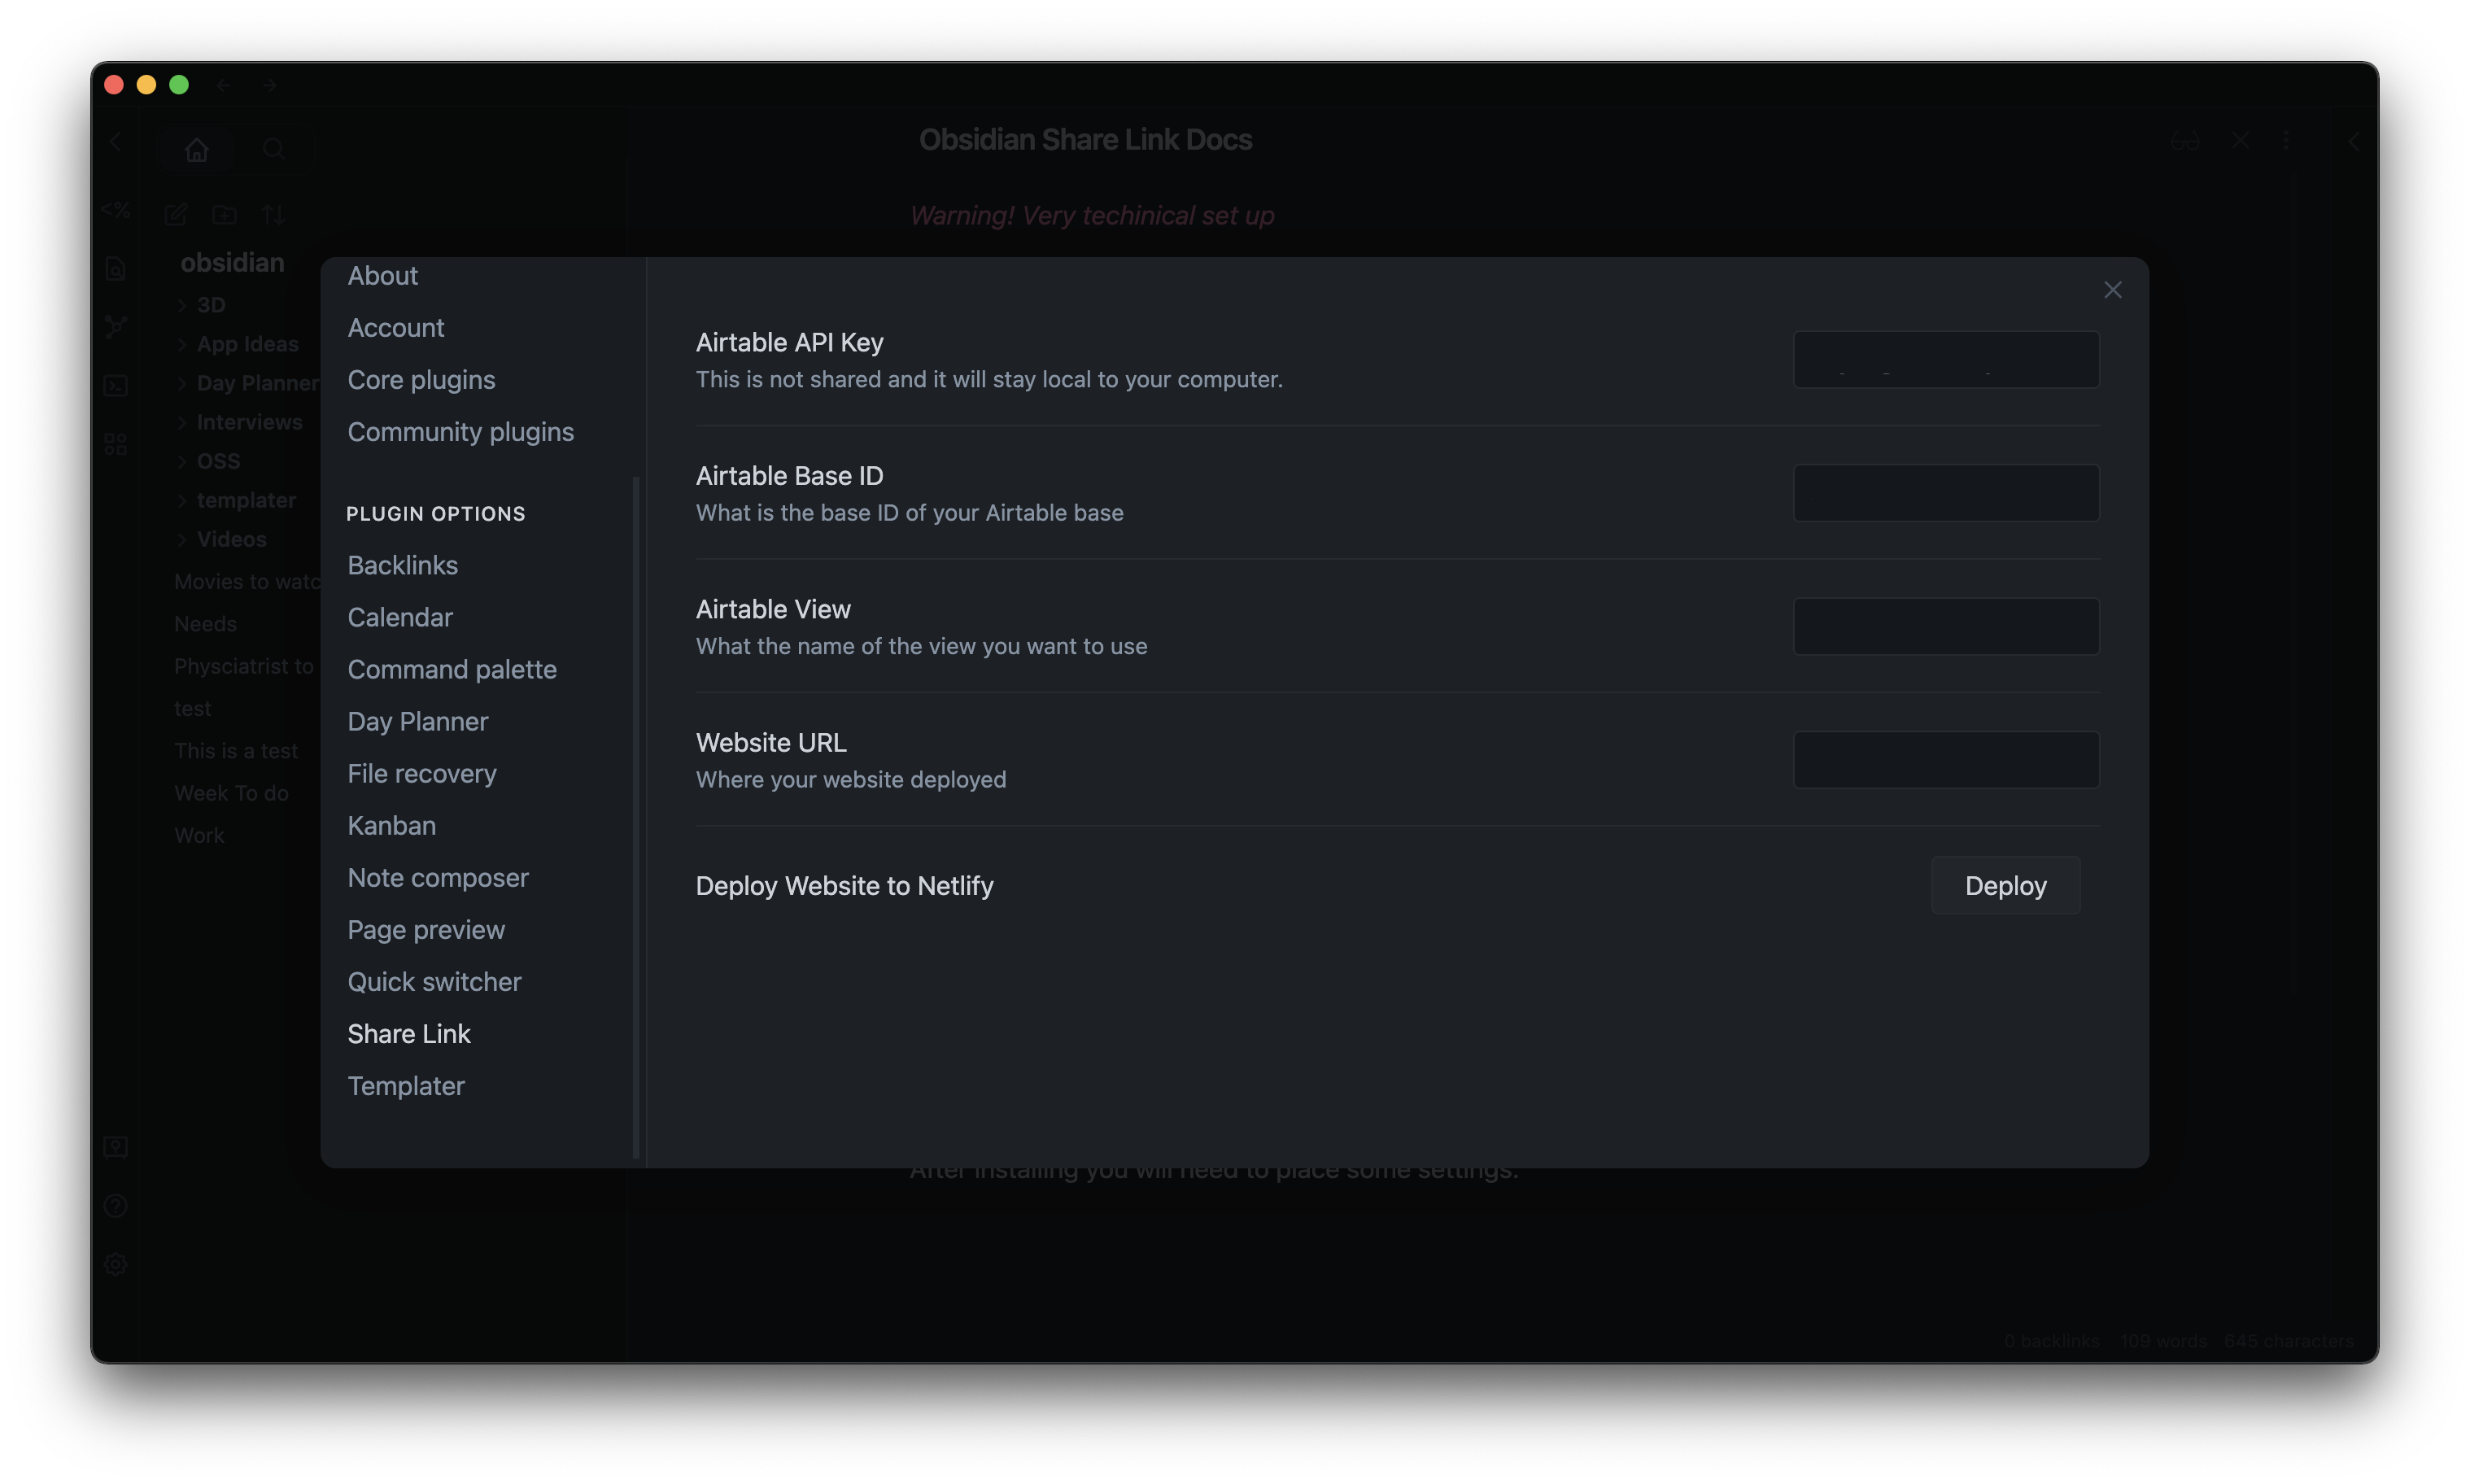 Obsidian Share Link Docs
Warning! Very techinical set up
<%
obsidian
3D
App Ideas
Day Planner
Interviews
OSS
templater
Videos
Movies to watc
Needs
Physciatrist to
test
This is a test
Week To do
Work
About
Account
Core plugins
Community plugins
PLUGIN OPTIONS
Backlinks
Calendar
Command palette
Day Planner
File recovery
Kanban
Note composer
Page preview
Quick switcher
Share Link
Templater
Airtable API Key
This is not shared and it will stay local to your computer.
Airtable Base ID
What is the base ID of your Airtable base
Airtable View
What the name of the view you want to use
Website URL
Where your website deployed
Deploy Website to Netlify
Deploy
After installing you will need to place some settings.
0 backlinks 109 words 645 characters